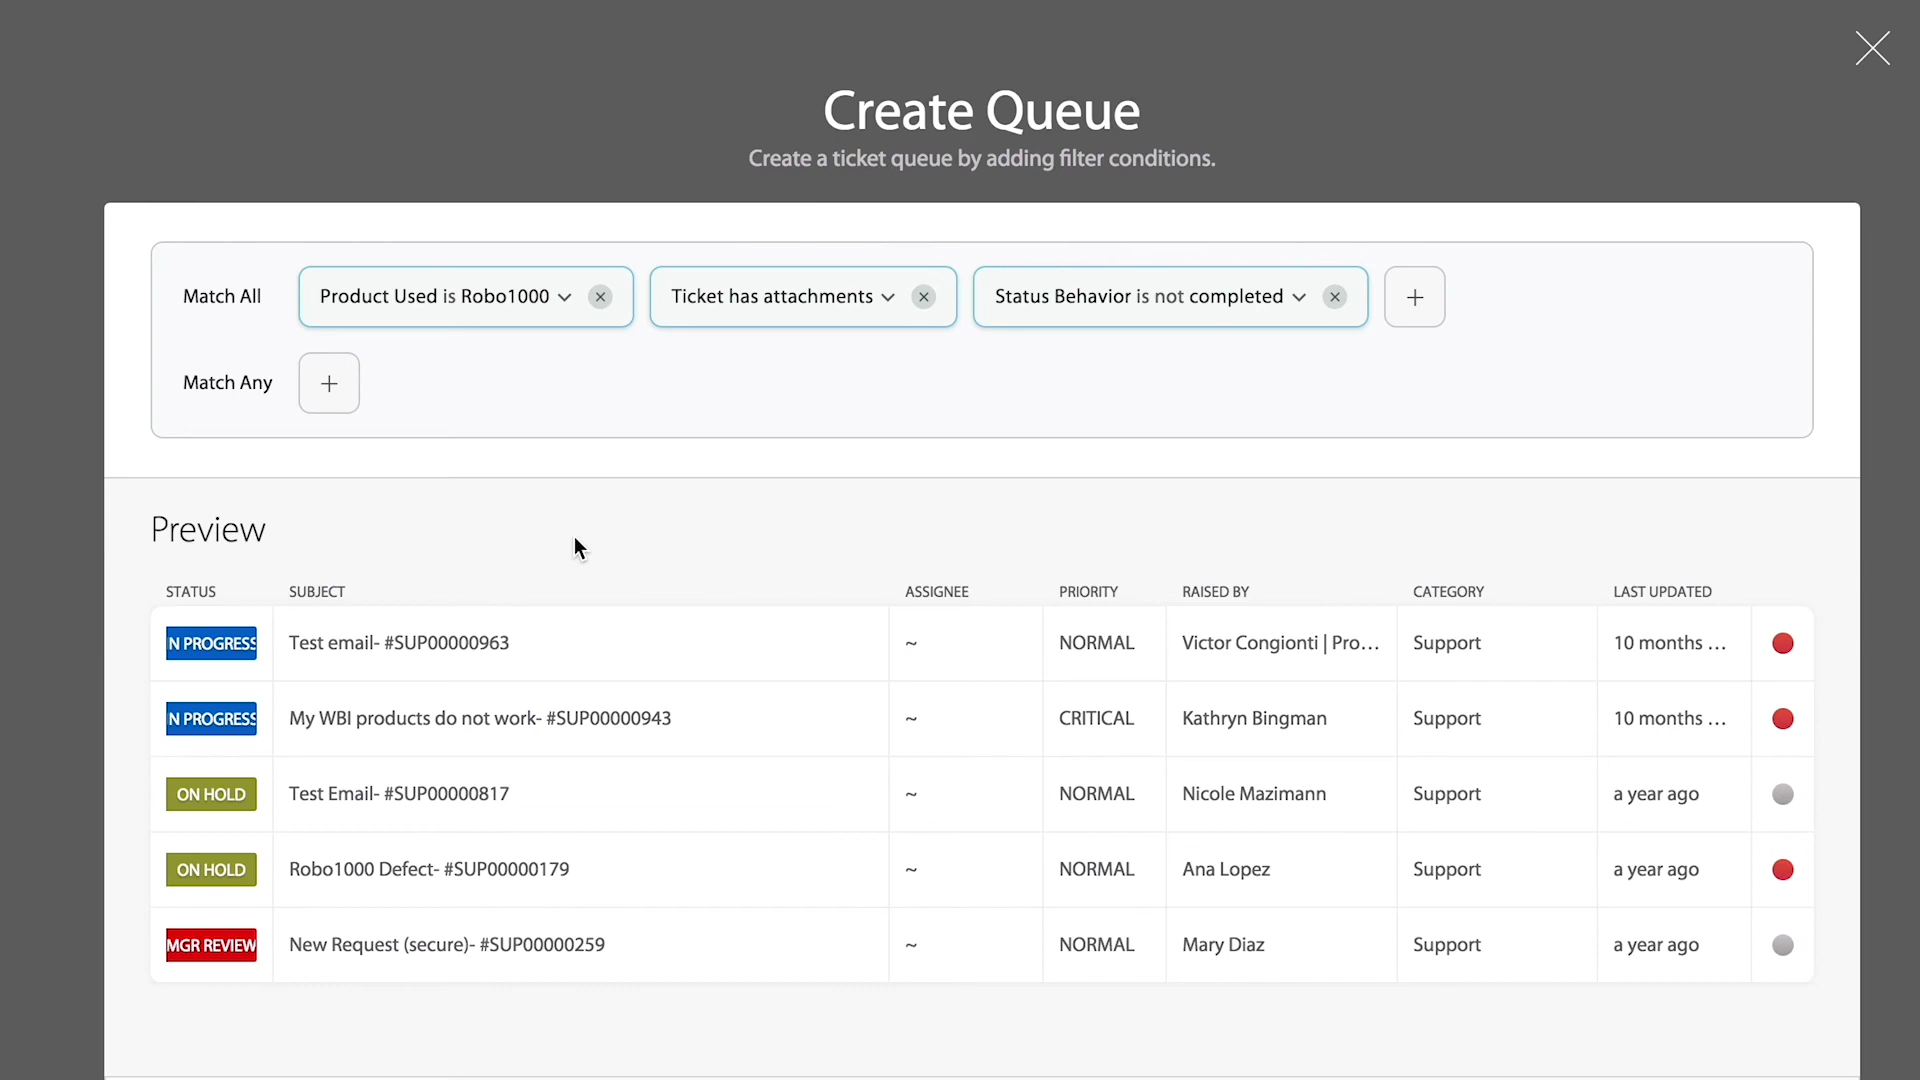 Create Queue
Create a ticket queue by adding filter conditions.
Match All Product Used is Robo1000 Ticket has attachments Status Behavior is not completed +
Match Any +
Preview
STATUS SUBJECT ASSIGNEE PRIORITY RAISED BY CATEGORY LAST UPDATED
N PROGRESS Test email- #SUP00000963 ~ NORMAL Victor Congionti | Pro... Support 10 months ...
N PROGRESS My WBI products do not work- #SUP00000943 ~ CRITICAL Kathryn Bingman Support 10 months ...
ON HOLD Test Email- #SUP00000817 ~ NORMAL Nicole Mazimann Support a year ago
ON HOLD Robo1000 Defect- #SUP00000179 ~ NORMAL Ana Lopez Support a year ago
MGR REVIEW New Request (secure)- #SUP00000259 ~ NORMAL Mary Diaz Support a year ago